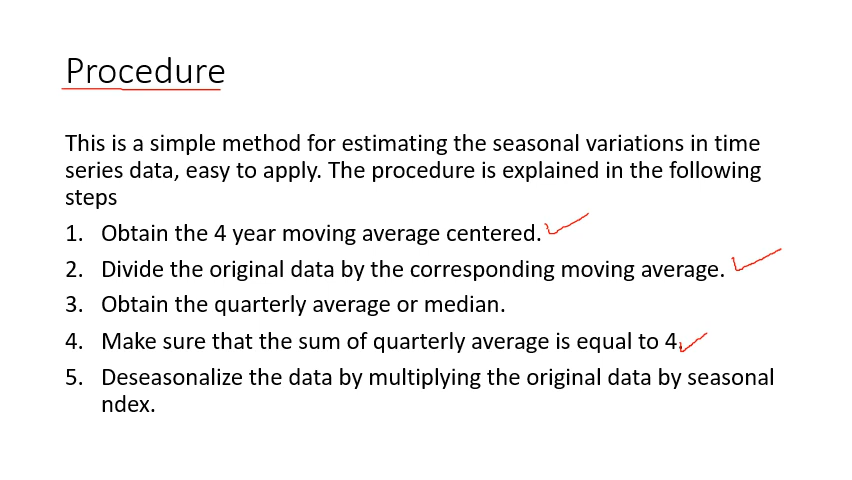 Procedure
This is a simple method for estimating the seasonal variations in time
series data, easy to apply. The procedure is explained in the following
steps
1. Obtain the 4 year moving average centered.
2. Divide the original data by the corresponding moving average.
3. Obtain the quarterly average or median.
4. Make sure that the sum of quarterly average is equal to 4.
5. Deseasonalize the data by multiplying the original data by seasonal
ndex.